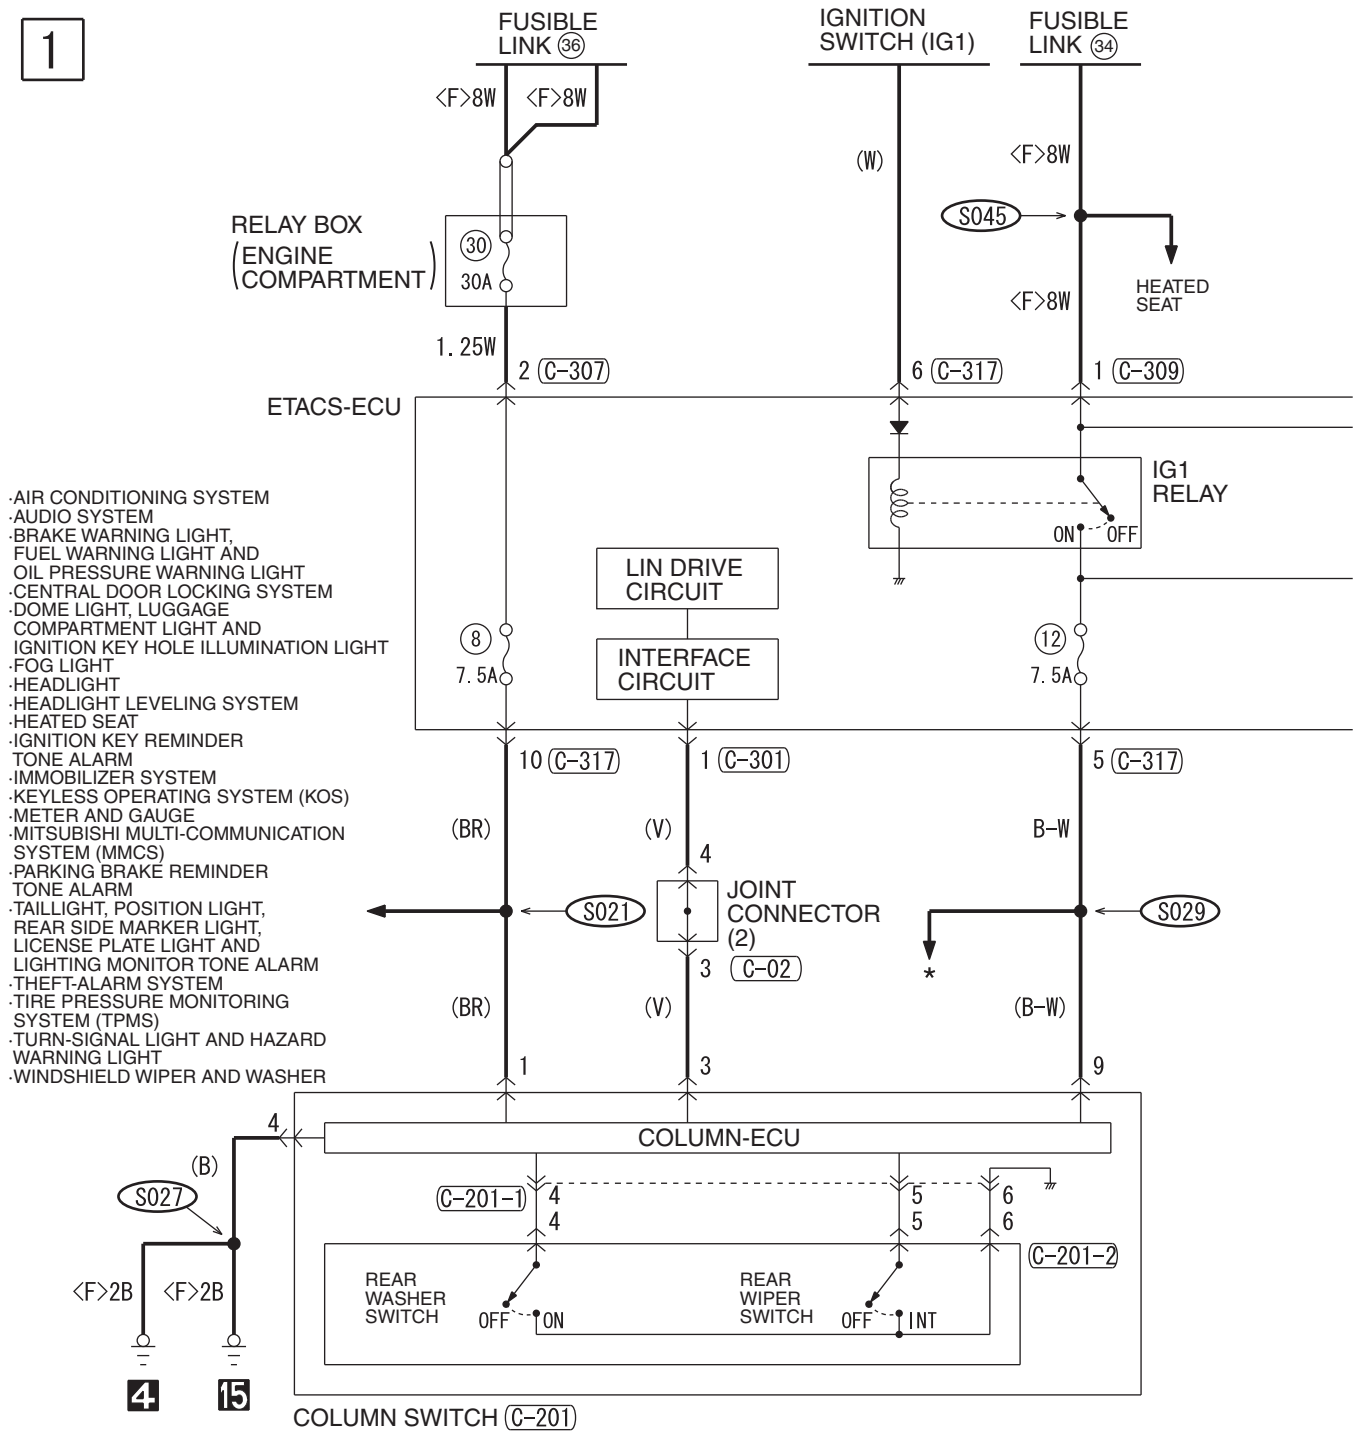 1
FUSIBLE
LINK 36
IGNITION
SWITCH (IG1)
FUSIBLE
LINK 34
<F>8W
<F>8W
(W)
<F>8W
S045
RELAY BOX
(ENGINE
COMPARTMENT)
30
30A
<F>8W
HEATED
SEAT
1.25W
2 (C-307)
6 (C-317)
1 (C-309)
ETACS-ECU
IG1
RELAY
ON
OFF
LIN DRIVE
CIRCUIT
INTERFACE
CIRCUIT
8
7.5A
12
7.5A
·AIR CONDITIONING SYSTEM
·AUDIO SYSTEM
·BRAKE WARNING LIGHT,
FUEL WARNING LIGHT AND
OIL PRESSURE WARNING LIGHT
·CENTRAL DOOR LOCKING SYSTEM
·DOME LIGHT, LUGGAGE
COMPARTMENT LIGHT AND
IGNITION KEY HOLE ILLUMINATION LIGHT
·FOG LIGHT
·HEADLIGHT
·HEADLIGHT LEVELING SYSTEM
·HEATED SEAT
·IGNITION KEY REMINDER
TONE ALARM
·IMMOBILIZER SYSTEM
·KEYLESS OPERATING SYSTEM (KOS)
·METER AND GAUGE
·MITSUBISHI MULTI-COMMUNICATION
SYSTEM (MMCS)
·PARKING BRAKE REMINDER
TONE ALARM
·TAILLIGHT, POSITION LIGHT,
REAR SIDE MARKER LIGHT,
LICENSE PLATE LIGHT AND
LIGHTING MONITOR TONE ALARM
·THEFT-ALARM SYSTEM
·TIRE PRESSURE MONITORING
SYSTEM (TPMS)
·TURN-SIGNAL LIGHT AND HAZARD
WARNING LIGHT
·WINDSHIELD WIPER AND WASHER
10 (C-317)
1 (C-301)
5 (C-317)
(BR)
(V)
B-W
4
S021
JOINT
CONNECTOR
(2)
S029
3 (C-02)
*
(BR)
(V)
(B-W)
1
3
9
4
COLUMN-ECU
(B)
S027
(C-201-1)
4
5
6
4
5
6
(C-201-2)
<F>2B
<F>2B
REAR
WASHER
SWITCH
OFF
ON
REAR
WIPER
SWITCH
OFF
INT
4
15
COLUMN SWITCH (C-201)